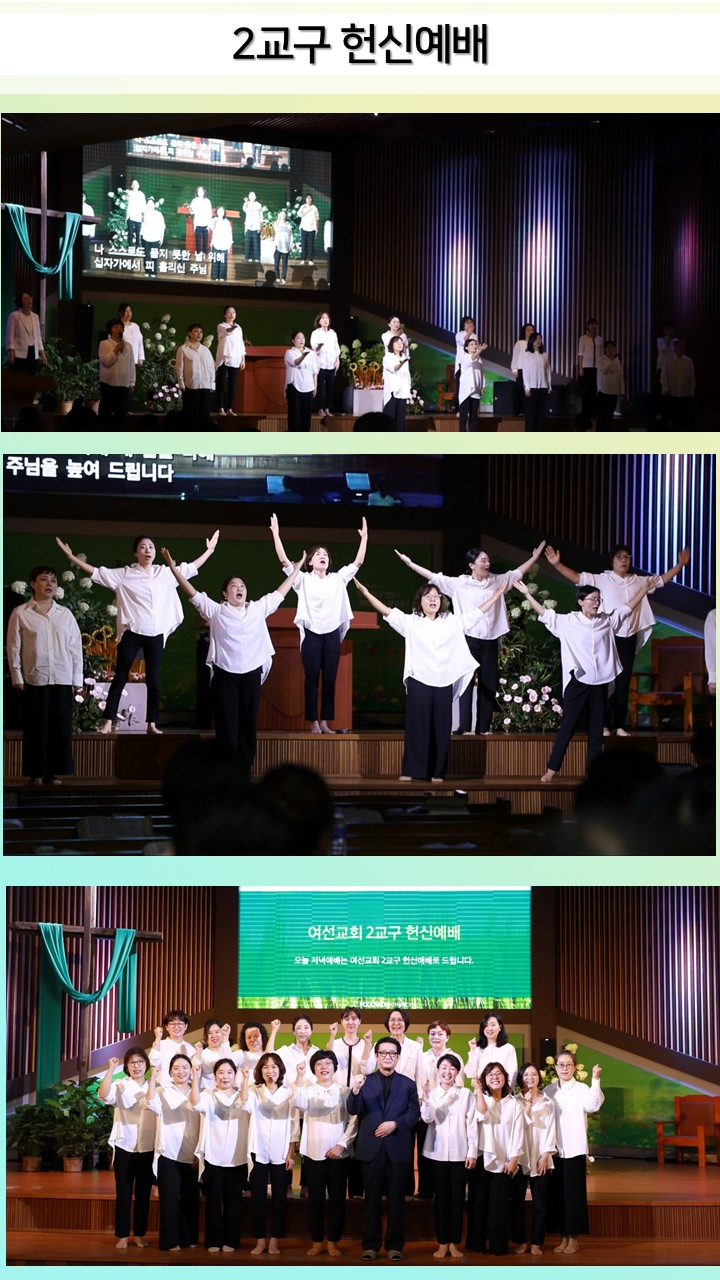 2교구 헌신예배
나 스스로도 돕지 못한 날 위해
십자가에서 피 흘리신 주님
주님을 높여 드립니다
여선교회 2교구 헌신예배
오늘 저녁예배는 여선교회 2교구 헌신예배로 드립니다.